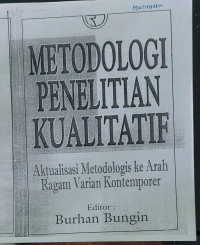 METODOLOGI
PENELITIAN
KUALITATIF
Aktualisasi Metodologis ke Arah
Ragam Varian Kontemporer
Editor :
Burhan Bungin